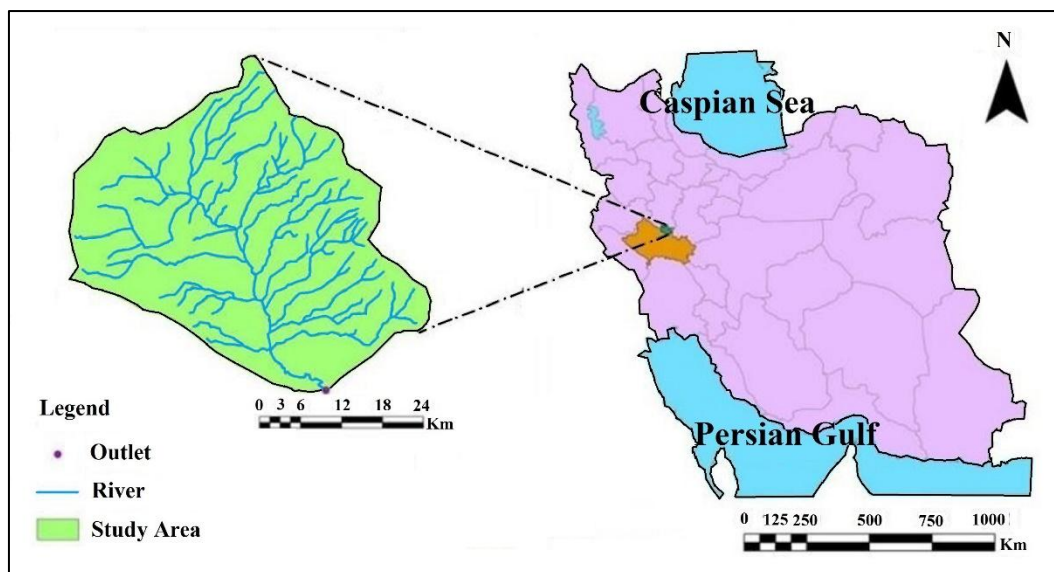 N
Caspian Sea
Persian Gulf
Legend
Outlet
River
Study Area
0 3 6 12 18 24
Km
0 125 250 500 750 1000
Km